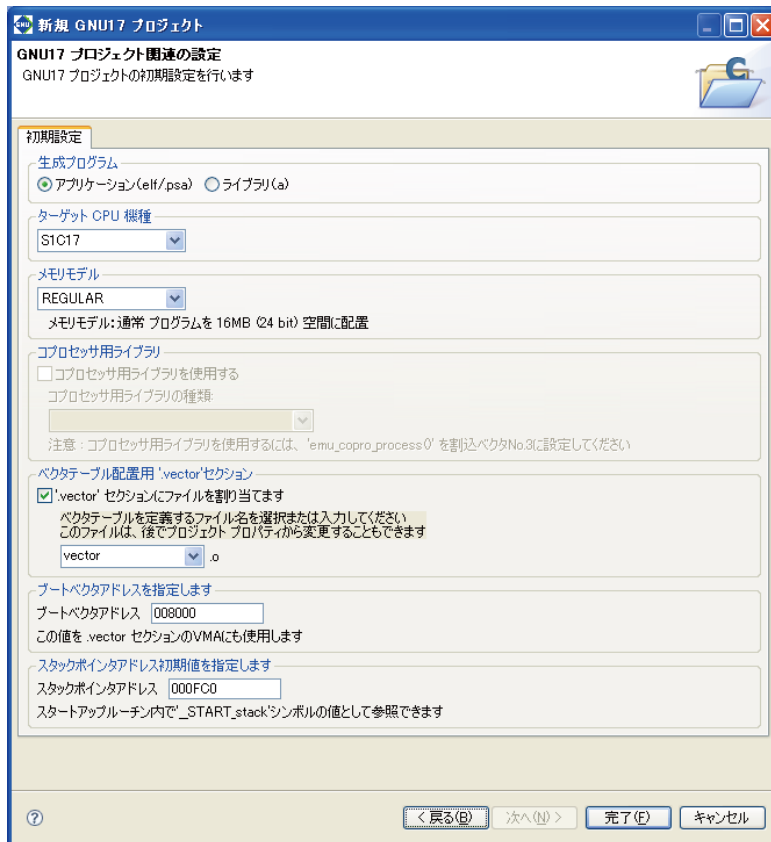 新規 GNU17 プロジェクト
GNU17 プロジェクト関連の設定
GNU17 プロジェクトの初期設定を行います
初期設定
生成プログラム
アプリケーション(elf/.psa) ライブラリ(a)
ターゲット CPU 機種
S1C17
メモリモデル
REGULAR
メモリモデル: 通常 プログラムを 16MB (24 bit) 空間に配置
コプロセッサ用ライブラリ
コプロセッサ用ライブラリを使用する
コプロセッサ用ライブラリの種類:
注意 : コプロセッサ用ライブラリを使用するには、 'emu_copro_process()' を割込ベクタNo.3に設定してください
ベクタテーブル配置用 '.vector'セクション
'.vector' セクションにファイルを割り当てます
ベクタテーブルを定義するファイル名を選択または入力してください
このファイルは、後でプロジェクト プロパティから変更することもできます
vector .o
ブートベクタアドレスを指定します
ブートベクタアドレス 008000
この値を .vector セクションのVMAにも使用します
スタックポインタアドレス初期値を指定します
スタックポインタアドレス 000FC0
スタートアップルーチン内で'_START_stack'シンボルの値として参照できます
< 戻る(B) 次へ(N) > 完了(F) キャンセル